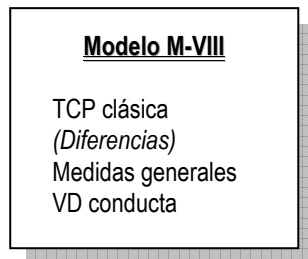 Modelo M-VIII
TCP clásica
(Diferencias)
Medidas generales
VD conducta